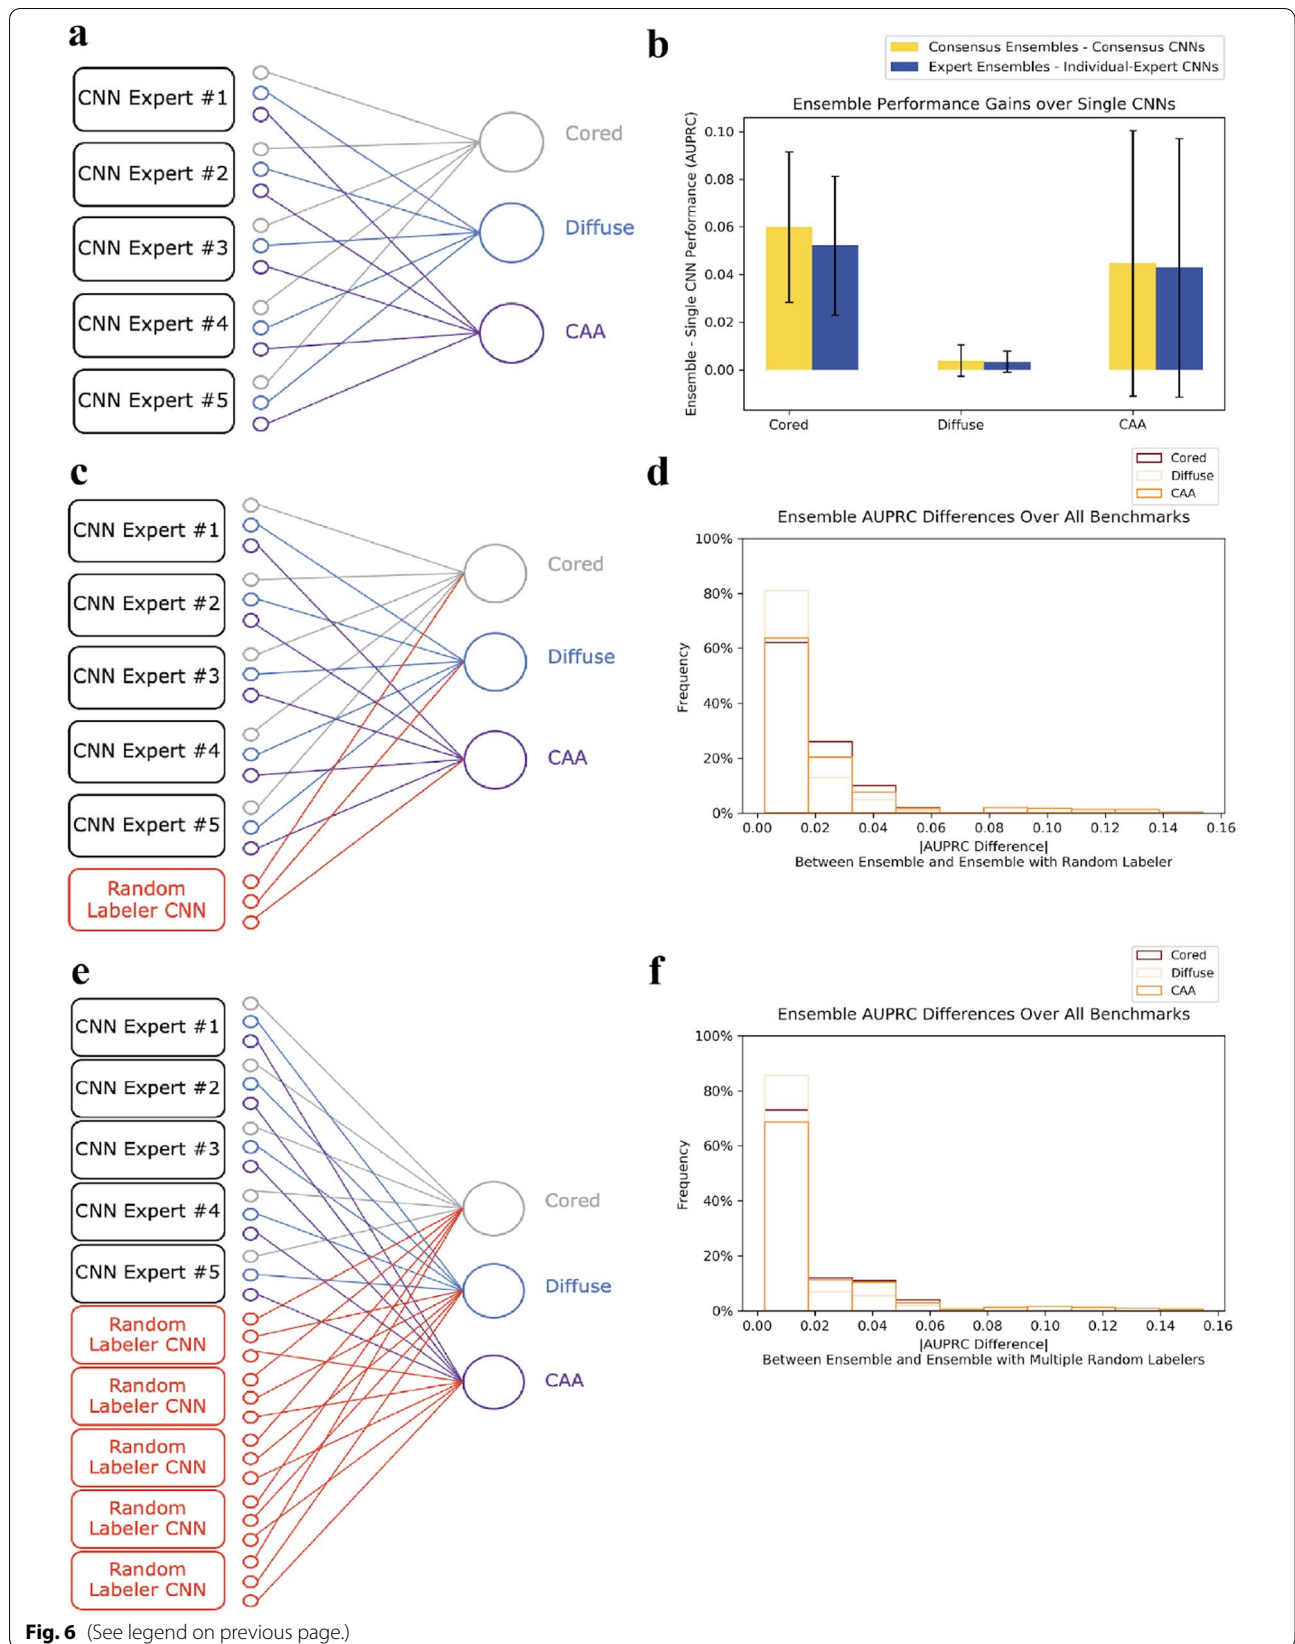 a
CNN Expert #1
CNN Expert #2
CNN Expert #3
CNN Expert #4
CNN Expert #5
Cored
Diffuse
CAA
b
Consensus Ensembles - Consensus CNNs
Expert Ensembles - Individual-Expert CNNs
Ensemble Performance Gains over Single CNNs
Ensemble - Single CNN Performance (AUPRC)
0.10
0.08
0.06
0.04
0.02
0.00
Cored Diffuse CAA
c
CNN Expert #1
CNN Expert #2
CNN Expert #3
CNN Expert #4
CNN Expert #5
Random
Labeler CNN
Cored
Diffuse
CAA
d
Cored
Diffuse
CAA
Ensemble AUPRC Differences Over All Benchmarks
Frequency
100%
80%
60%
40%
20%
0%
0.00 0.02 0.04 0.06 0.08 0.10 0.12 0.14 0.16
|AUPRC Difference|
Between Ensemble and Ensemble with Random Labeler
e
CNN Expert #1
CNN Expert #2
CNN Expert #3
CNN Expert #4
CNN Expert #5
Random
Labeler CNN
Random
Labeler CNN
Random
Labeler CNN
Random
Labeler CNN
Random
Labeler CNN
Cored
Diffuse
CAA
f
Cored
Diffuse
CAA
Ensemble AUPRC Differences Over All Benchmarks
Frequency
100%
80%
60%
40%
20%
0%
0.00 0.02 0.04 0.06 0.08 0.10 0.12 0.14 0.16
|AUPRC Difference|
Between Ensemble and Ensemble with Multiple Random Labelers
Fig. 6 (See legend on previous page.)